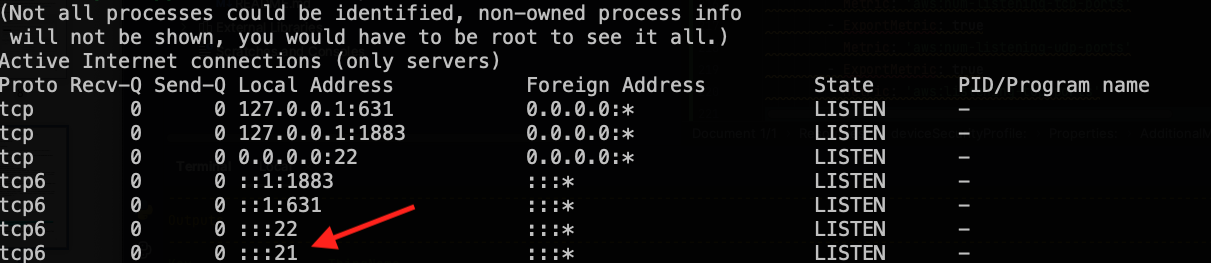 (Not all processes could be identified, non-owned process info
 will not be shown, you would have to be root to see it all.)
Active Internet connections (only servers)
Proto Recv-Q Send-Q Local Address           Foreign Address         State       PID/Program name
tcp        0      0 127.0.0.1:631           0.0.0.0:*               LISTEN      -
tcp        0      0 127.0.0.1:1883          0.0.0.0:*               LISTEN      -
tcp        0      0 0.0.0.0:22              0.0.0.0:*               LISTEN      -
tcp6       0      0 ::1:1883                :::*                    LISTEN      -
tcp6       0      0 ::1:631                 :::*                    LISTEN      -
tcp6       0      0 :::22                   :::*                    LISTEN      -
tcp6       0      0 :::21                   :::*                    LISTEN      -